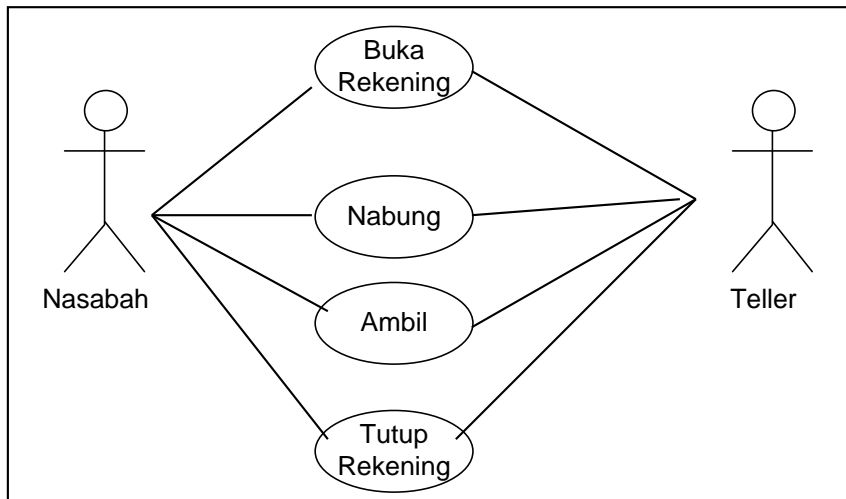 Buka
Rekening
Nabung
Nasabah
Ambil
Teller
Tutup
Rekening